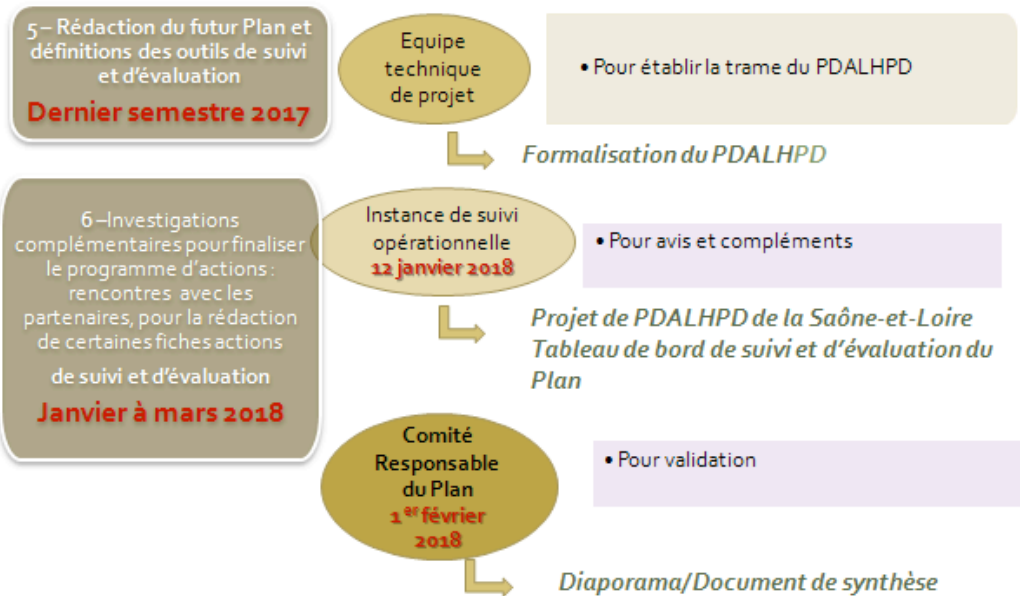 5 – Rédaction du futur Plan et
définitions des outils de suivi
et d'évaluation
Dernier semestre 2017
Equipe
technique
de projet
• Pour établir la trame du PDALHPD
Formalisation du PDALHPD
6 –Investigations
complémentaires pour finaliser
le programme d'actions :
rencontres avec les
partenaires, pour la rédaction
de certaines fiches actions
de suivi et d'évaluation
Janvier à mars 2018
Instance de suivi
opérationnelle
12 janvier 2018
• Pour avis et compléments
Projet de PDALHPD de la Saône-et-Loire
Tableau de bord de suivi et d'évaluation du
Plan
Comité
Responsable
du Plan
1er février
2018
• Pour validation
Diaporama/Document de synthèse